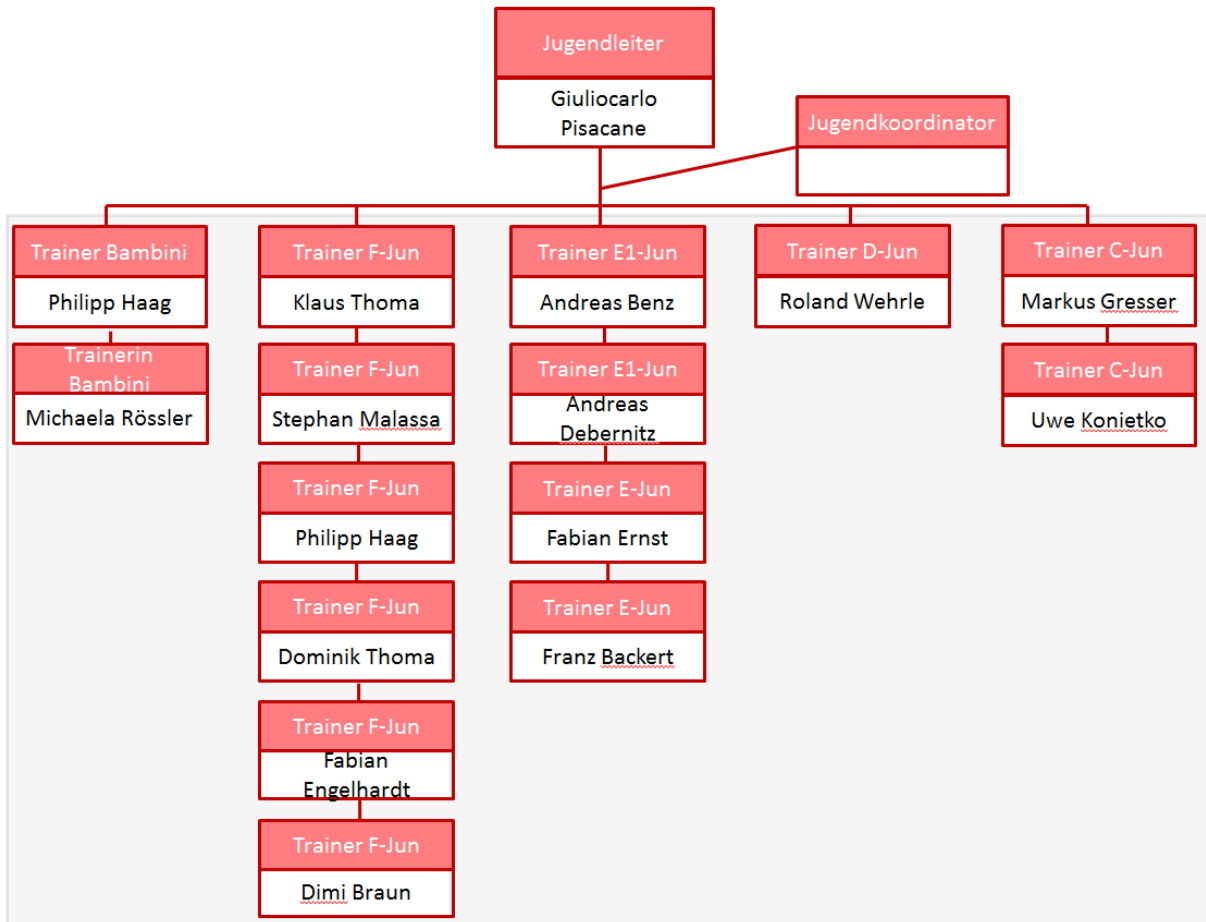 Jugendleiter
Giuliocarlo
Pisacane
Jugendkoordinator
Trainer Bambini
Philipp Haag
Trainerin
Bambini
Michaela Rössler
Trainer F-Jun
Klaus Thoma
Trainer F-Jun
Stephan Malassa
Trainer F-Jun
Philipp Haag
Trainer F-Jun
Dominik Thoma
Trainer F-Jun
Fabian
Engelhardt
Trainer F-Jun
Dimi Braun
Trainer E1-Jun
Andreas Benz
Trainer E1-Jun
Andreas
Debernitz
Trainer E-Jun
Fabian Ernst
Trainer E-Jun
Franz Backert
Trainer D-Jun
Roland Wehrle
Trainer C-Jun
Markus Gresser
Trainer C-Jun
Uwe Konietko